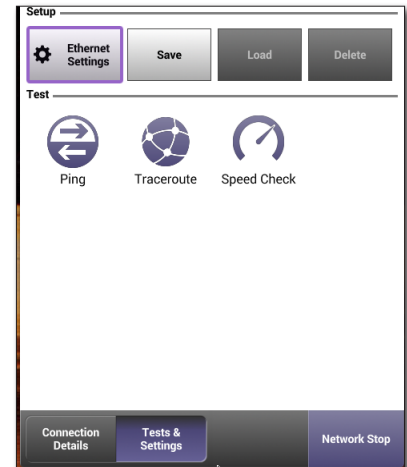 Setup
Ethernet
Settings
Save
Load
Delete
Test
Ping
Traceroute
Speed Check
Connection
Details
Tests &
Settings
Network Stop